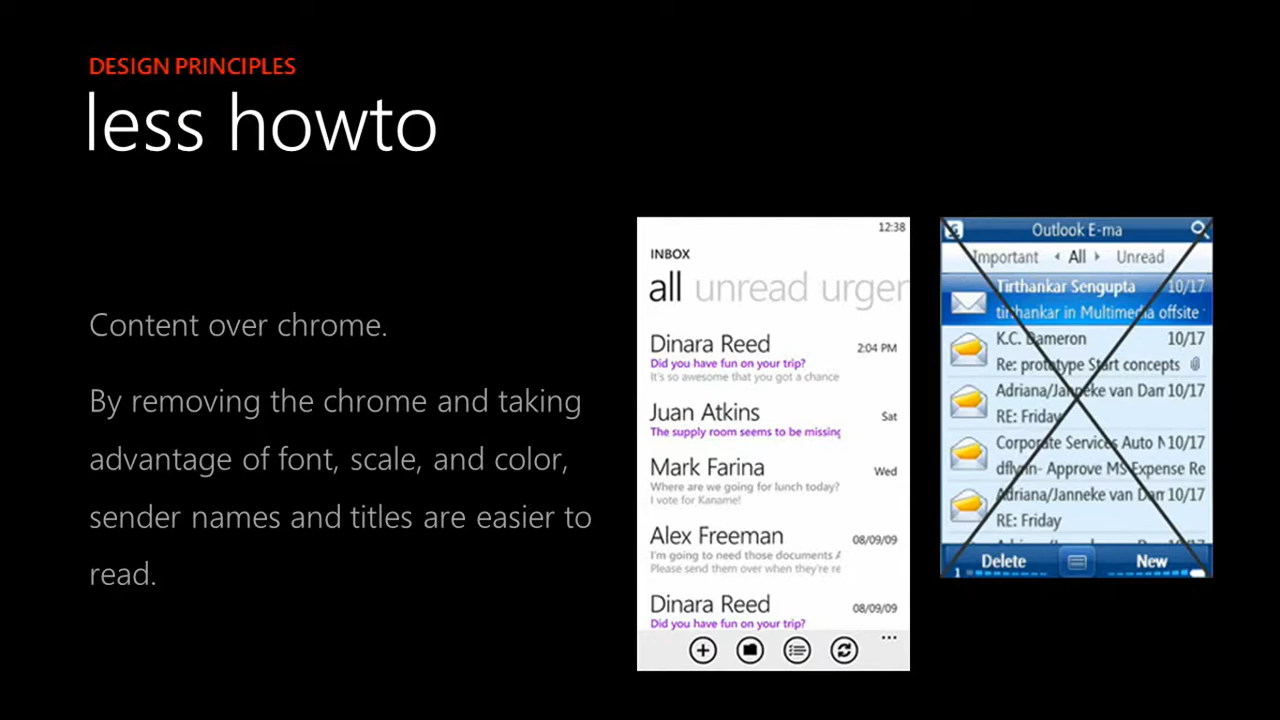 DESIGN PRINCIPLES
less howto
Content over chrome.
By removing the chrome and taking
advantage of font, scale, and color,
sender names and titles are easier to
read.
12:38
INBOX
all unread urgen
Dinara Reed 2:04 PM
Did you have fun on your trip?
It's so awesome that you got a chance
Juan Atkins Sat
The supply room seems to be missing
Mark Farina Wed
Where are we going for lunch today?
I vote for Kaname!
Alex Freeman 08/09/09
I'm going to need those documents A
Please send them over when they're re
Dinara Reed 08/09/09
Did you have fun on your trip?
Outlook E-ma
Important All Unread
Tirthankar Sengupta 10/17
tirthankar in Multimedia offsite
K.C. Dameron 10/17
Re: prototype Start concepts
Adriana/Janneke van Dam 10/17
RE: Friday
Corporate Services Auto N 10/17
- Approve MS Expense Re
Adriana/Janneke van Dam 10/17
RE: Friday
Delete New
1